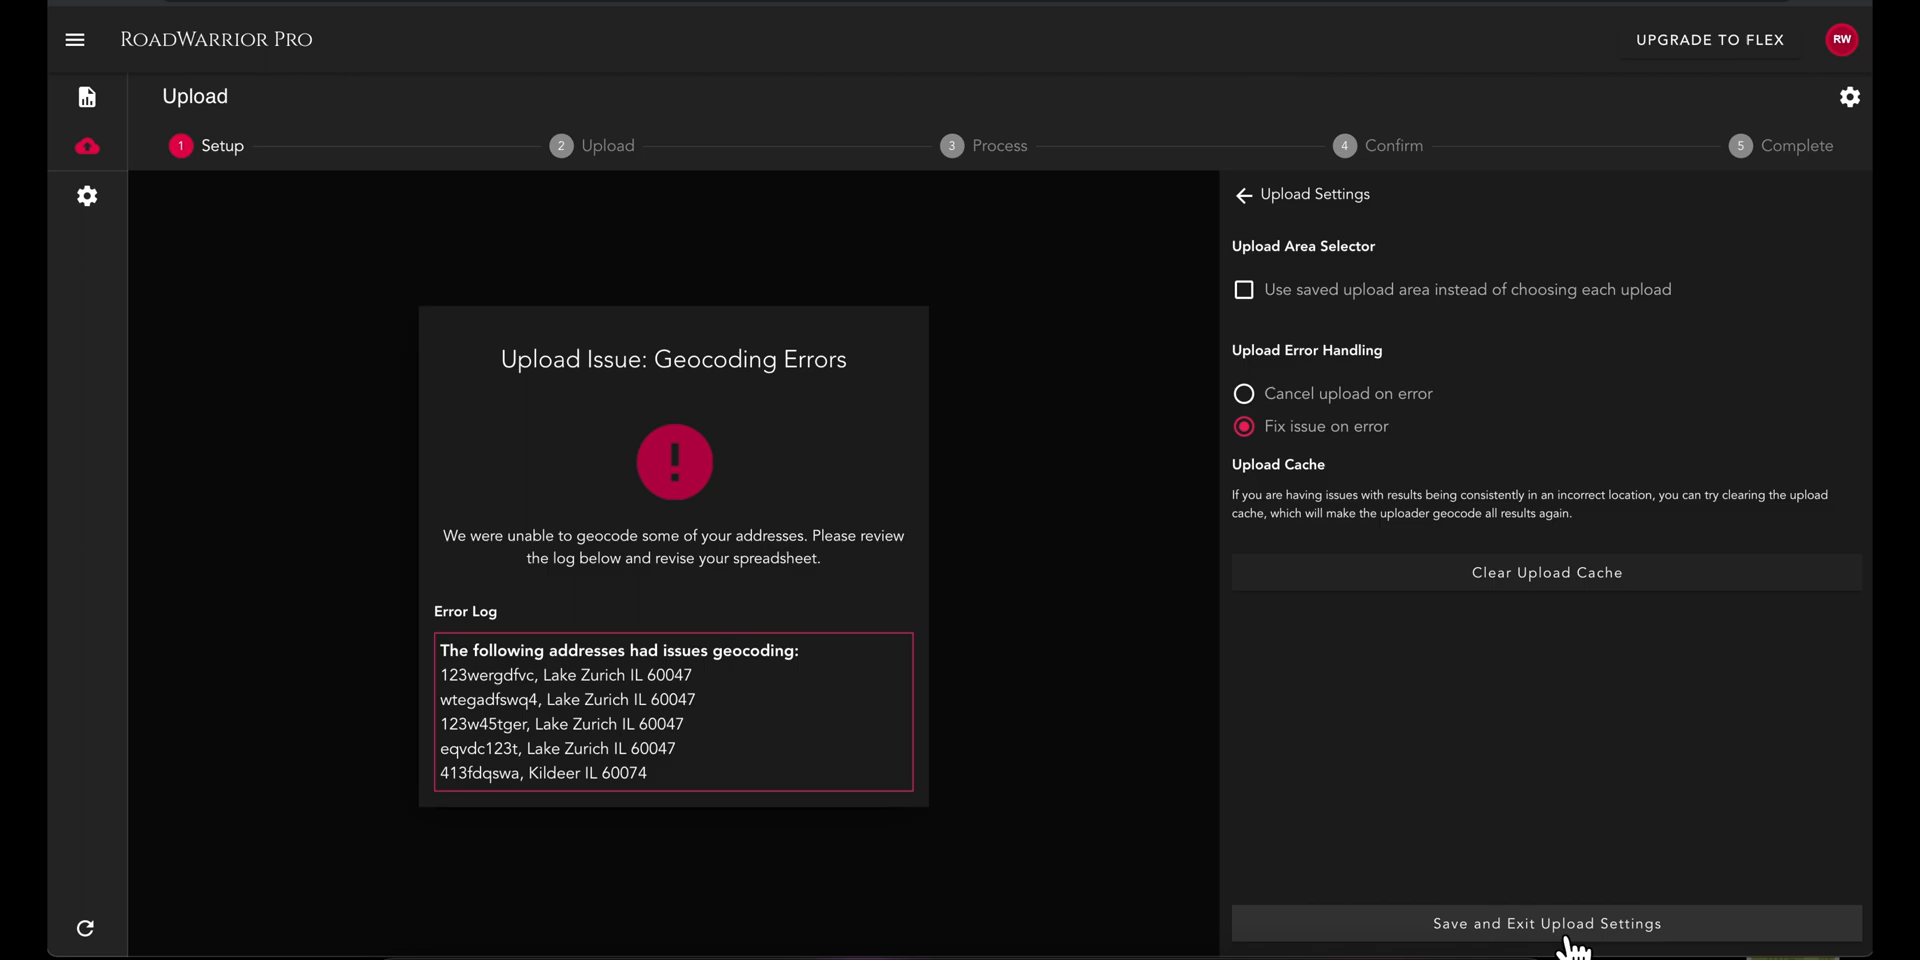 RoadWarrior Pro
UPGRADE TO FLEX
RW
Upload
1 Setup
2 Upload
3 Process
4 Confirm
5 Complete
Upload Issue: Geocoding Errors
!
We were unable to geocode some of your addresses. Please review
the log below and revise your spreadsheet.
Error Log
The following addresses had issues geocoding:
123wergdfvc, Lake Zurich IL 60047
wtegadfswq4, Lake Zurich IL 60047
123w45tger, Lake Zurich IL 60047
eqvdc123t, Lake Zurich IL 60047
413fdqswa, Kildeer IL 60074
Upload Settings
Upload Area Selector
Use saved upload area instead of choosing each upload
Upload Error Handling
Cancel upload on error
Fix issue on error
Upload Cache
If you are having issues with results being consistently in an incorrect location, you can try clearing the upload
cache, which will make the uploader geocode all results again.
Clear Upload Cache
Save and Exit Upload Settings